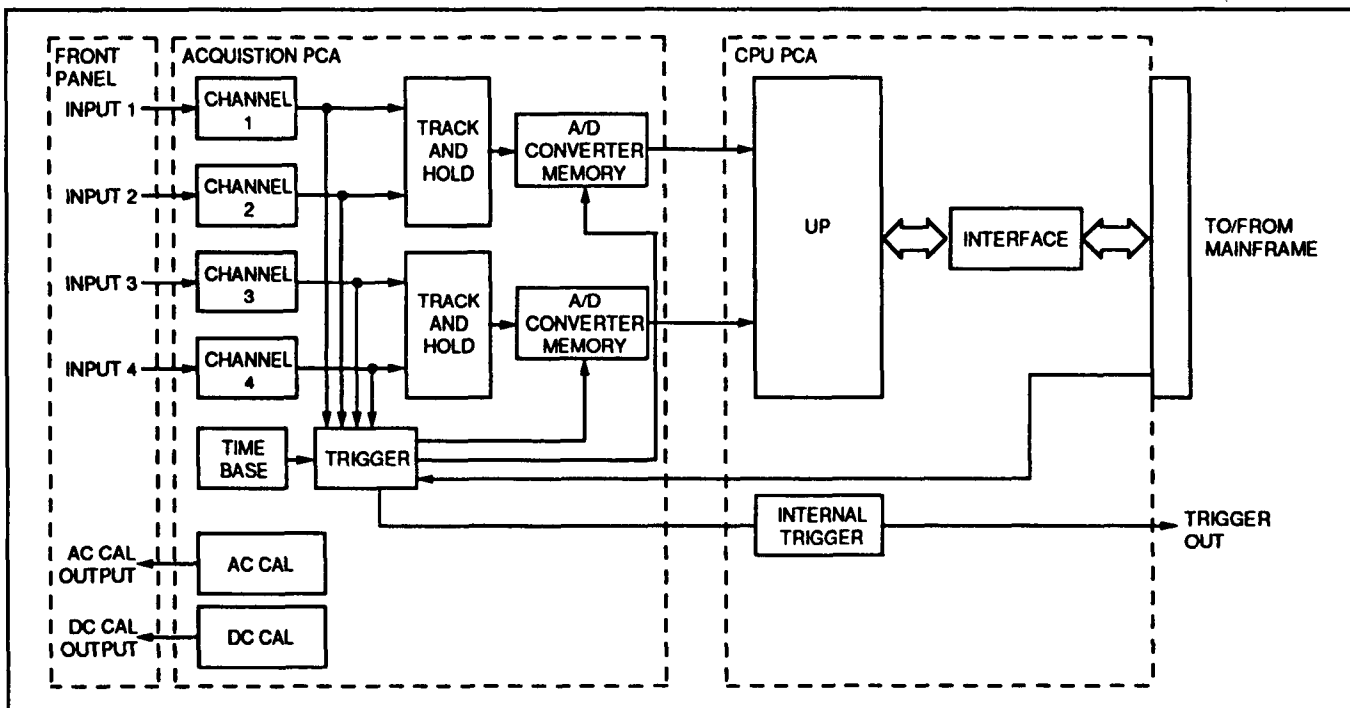 FRONT
PANEL
ACQUISTION PCA
CPU PCA
INPUT 1
CHANNEL
1
INPUT 2
CHANNEL
2
TRACK
AND
HOLD
A/D
CONVERTER
MEMORY
INPUT 3
CHANNEL
3
INPUT 4
CHANNEL
4
TRACK
AND
HOLD
A/D
CONVERTER
MEMORY
UP
INTERFACE
TO/FROM
MAINFRAME
TIME
BASE
TRIGGER
INTERNAL
TRIGGER
TRIGGER
OUT
AC CAL
OUTPUT
AC CAL
DC CAL
OUTPUT
DC CAL